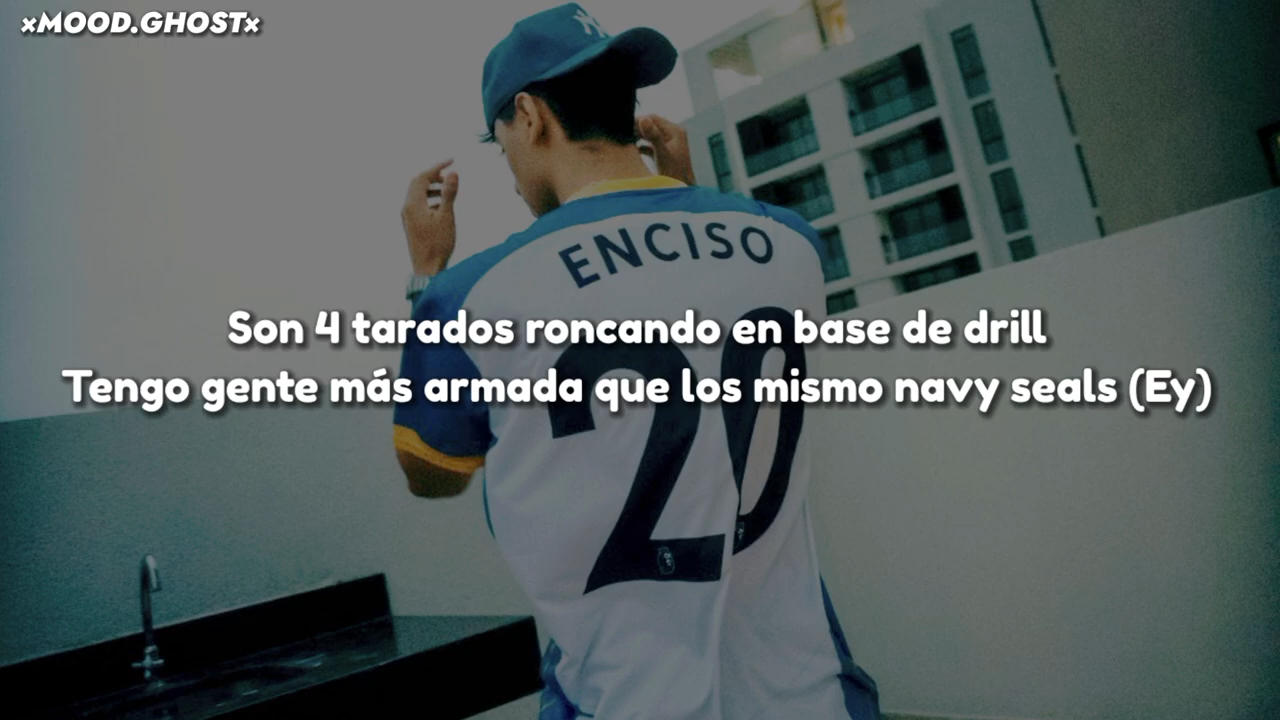 ×MOOD.GHOST×
NY
ENCISO
20
Son 4 tarados roncando en base de drill
Tengo gente más armada que los mismo navy seals (Ey)